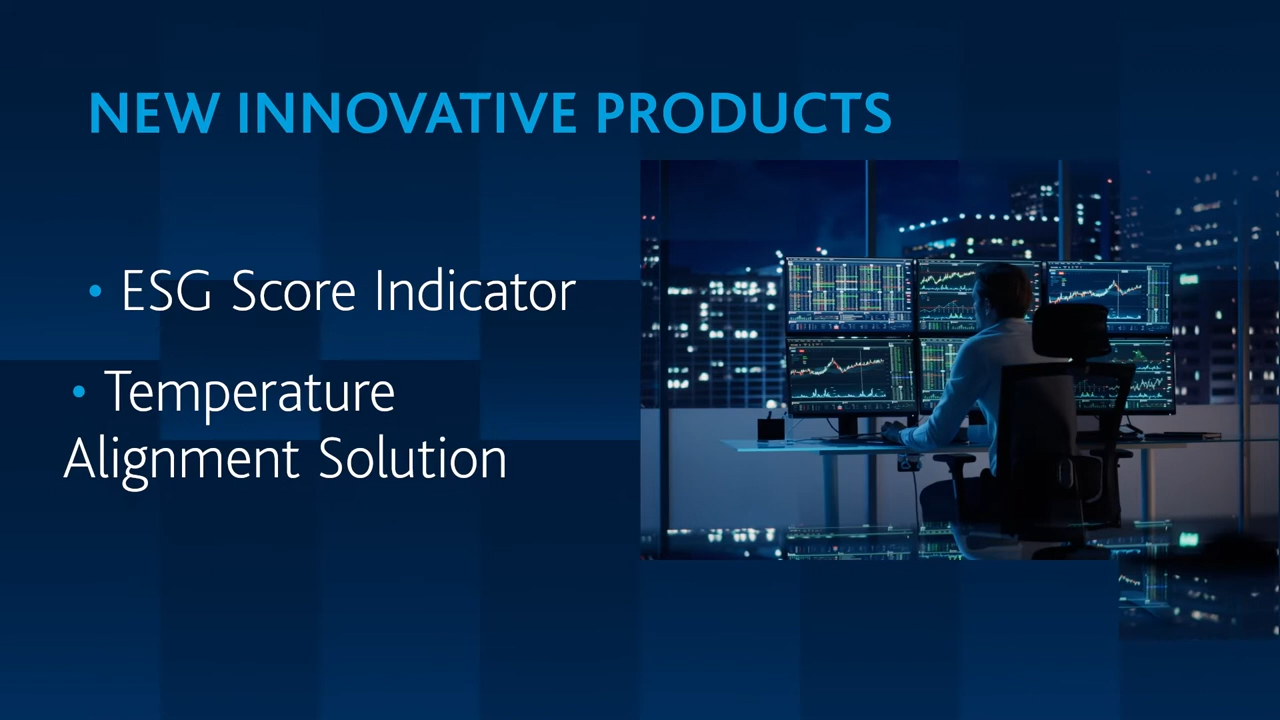 NEW INNOVATIVE PRODUCTS
• ESG Score Indicator
• Temperature
Alignment Solution